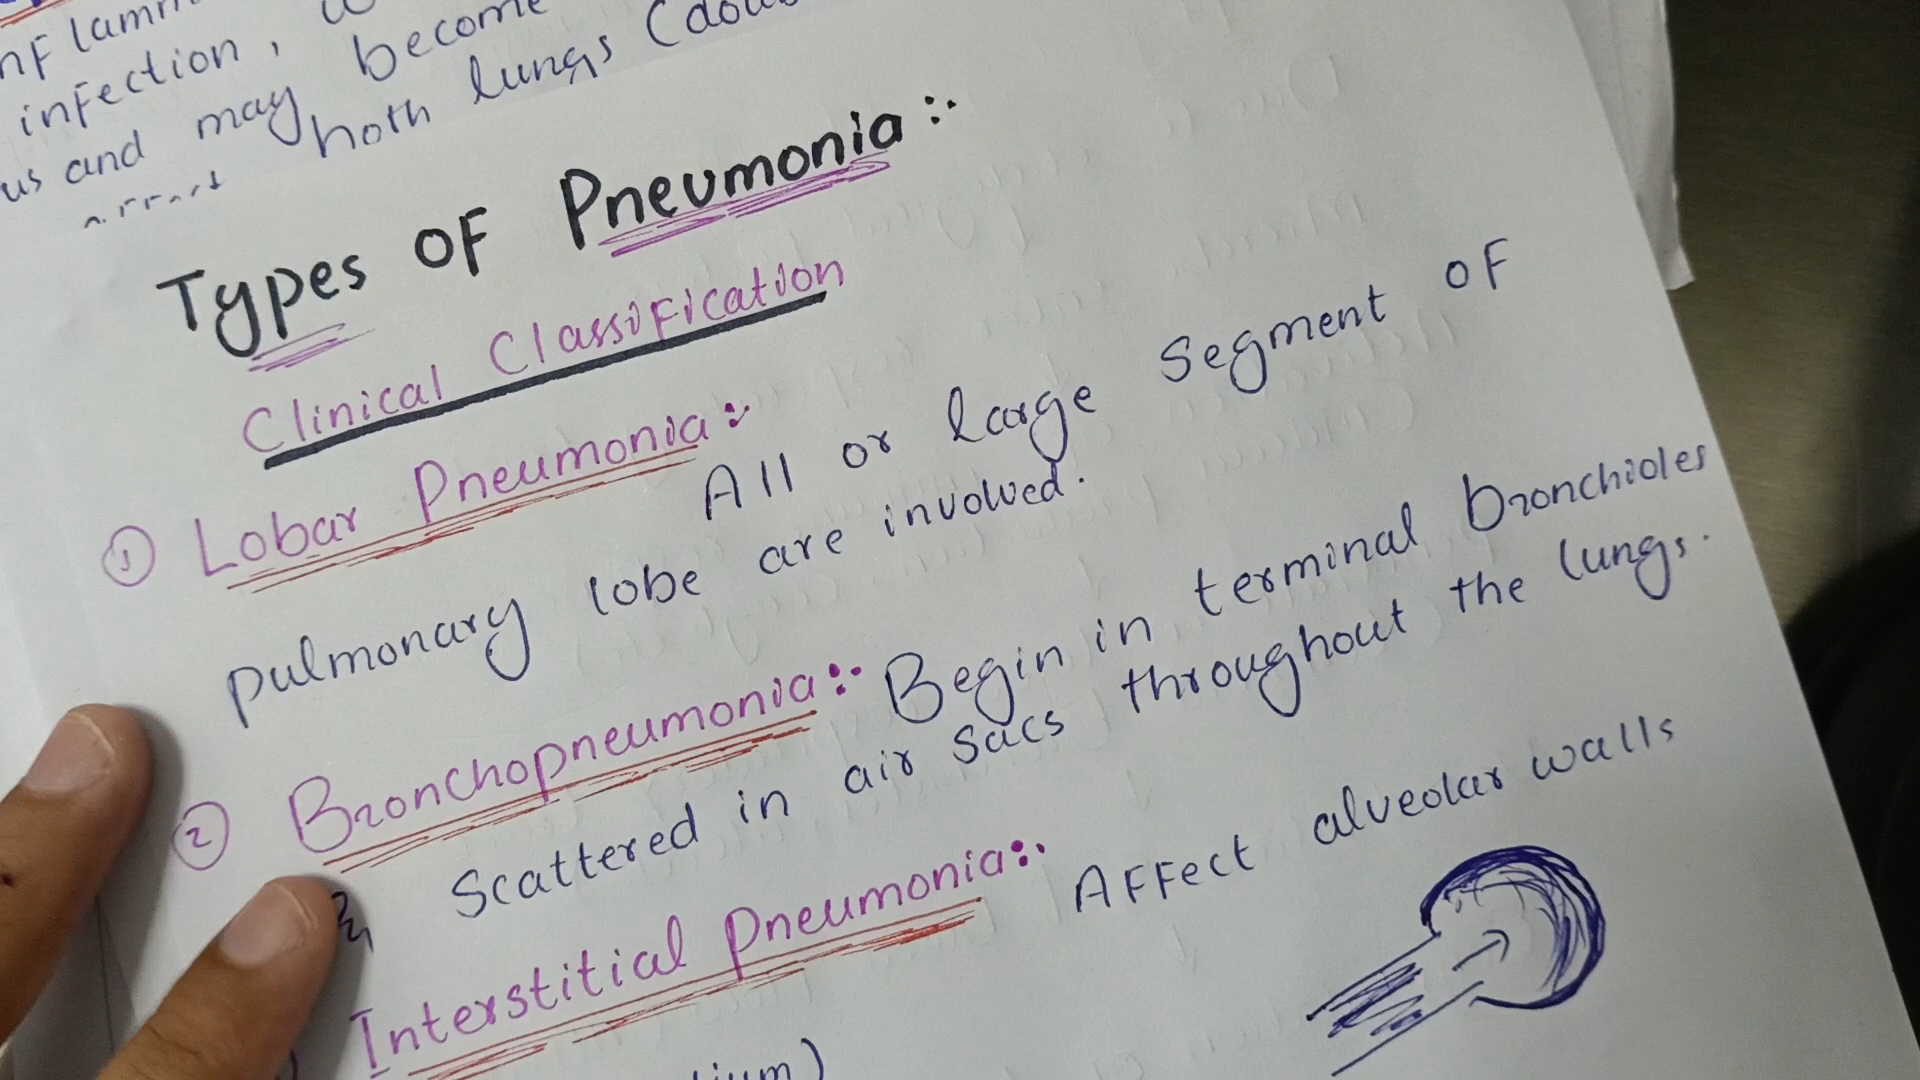 infection,
us and may become
both lungs
Types of Pneumonia:-
Clinical Classification
① Lobar Pneumonia:-
All or large segment of
pulmonary lobe are involved.
② Bronchopneumonia:- Begin in terminal bronchioles
& Scattered in air sacs throughout the lungs.
Interstitial Pneumonia:- Affect alveolar walls